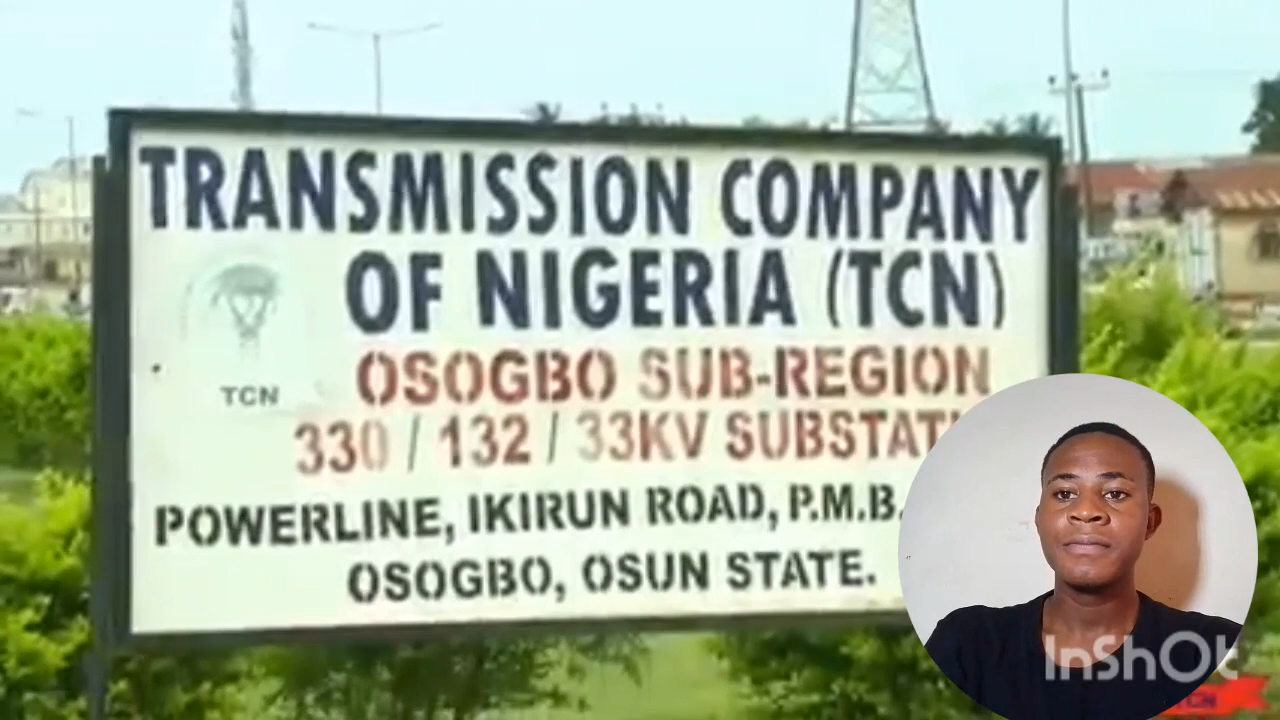 TRANSMISSION COMPANY
OF NIGERIA (TCN)
TCN
OSOGBO SUB-REGION
330 / 132 / 33KV
POWERLINE, IKIRUN ROAD, P.M.B.
OSOGBO, OSUN STATE.
InShOt